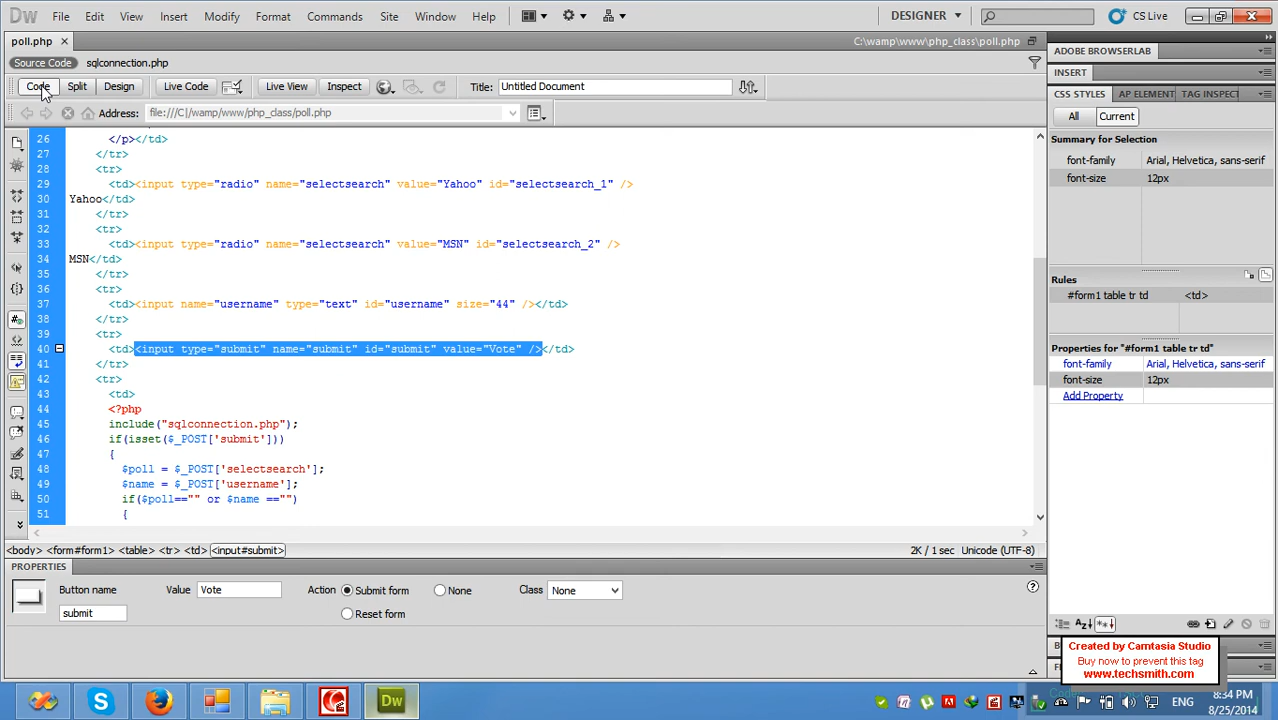 Dw File Edit View Insert Modify Format Commands Site Window Help DESIGNER CS Live
poll.php C:\wamp\www\php_class\poll.php
Source Code sqlconnection.php
Code Split Design Live Code Live View Inspect Title: Untitled Document
Address: file:///C|/wamp/www/php_class/poll.php
26 </p></td>
27 </tr>
28 <tr>
29 <td><input type="radio" name="selectsearch" value="Yahoo" id="selectsearch_1" />
30 Yahoo</td>
31 </tr>
32 <tr>
33 <td><input type="radio" name="selectsearch" value="MSN" id="selectsearch_2" />
34 MSN</td>
35 </tr>
36 <tr>
37 <td><input name="username" type="text" id="username" size="44" /></td>
38 </tr>
39 <tr>
40 <td><input type="submit" name="submit" id="submit" value="Vote" /></td>
41 </tr>
42 <tr>
43 <td>
44 <?php
45 include("sqlconnection.php");
46 if(isset($_POST['submit']))
47 {
48 $poll = $_POST['selectsearch'];
49 $name = $_POST['username'];
50 if($poll=="" or $name =="")
51 {
<body> <form#form1> <table> <tr> <td> <input#submit> 2K / 1 sec Unicode (UTF-8)
PROPERTIES
Button name Value Vote Action Submit form None Class None
submit Reset form
ADOBE BROWSERLAB
INSERT
CSS STYLES AP ELEMENT TAG INSPECT
All Current
Summary for Selection
font-family Arial, Helvetica, sans-serif
font-size 12px
Rules
#form1 table tr td <td>
Properties for "#form1 table tr td"
font-family Arial, Helvetica, sans-serif
font-size 12px
Add Property
Created by Camtasia Studio
Buy now to prevent this tag
www.techsmith.com
Dw ENG 8:34 PM
8/25/2014